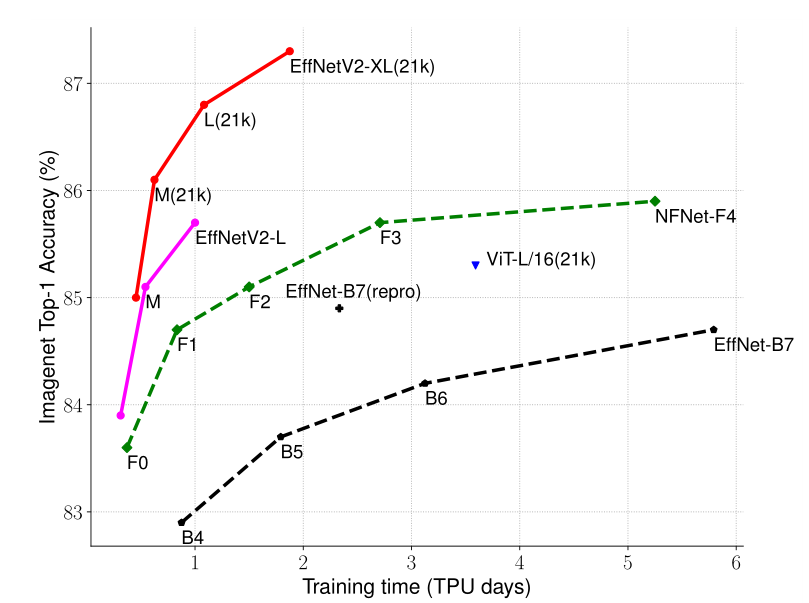 EffNetV2-XL(21k)
87
L(21k)
M(21k)
86
NFNet-F4
EffNetV2-L
F3
ViT-L/16(21k)
EffNet-B7(repro)
85
M
F2
F1
EffNet-B7
84
B6
F0
B5
83
B4
1 2 3 4 5 6
Training time (TPU days)
Imagenet Top-1 Accuracy (%)